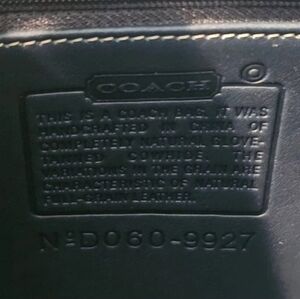 COACH ©
THIS IS A COACH BAG. IT WAS
HANDCRAFTED IN CHINA OF
COMPLETELY NATURAL GLOVE-
TANNED COWHIDE. THE
VARIATIONS IN THE GRAIN ARE
CHARACTERISTIC OF NATURAL
FULL-GRAIN LEATHER.
NºD060-9927